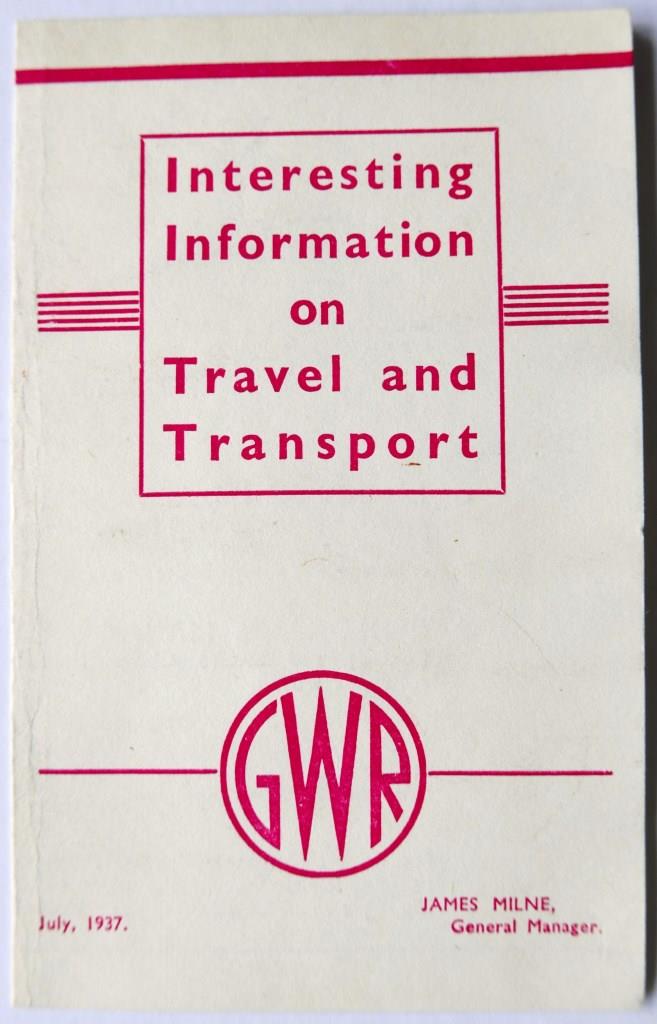 Interesting
Information
on
Travel and
Transport
GWR
July, 1937.
JAMES MILNE,
General Manager.